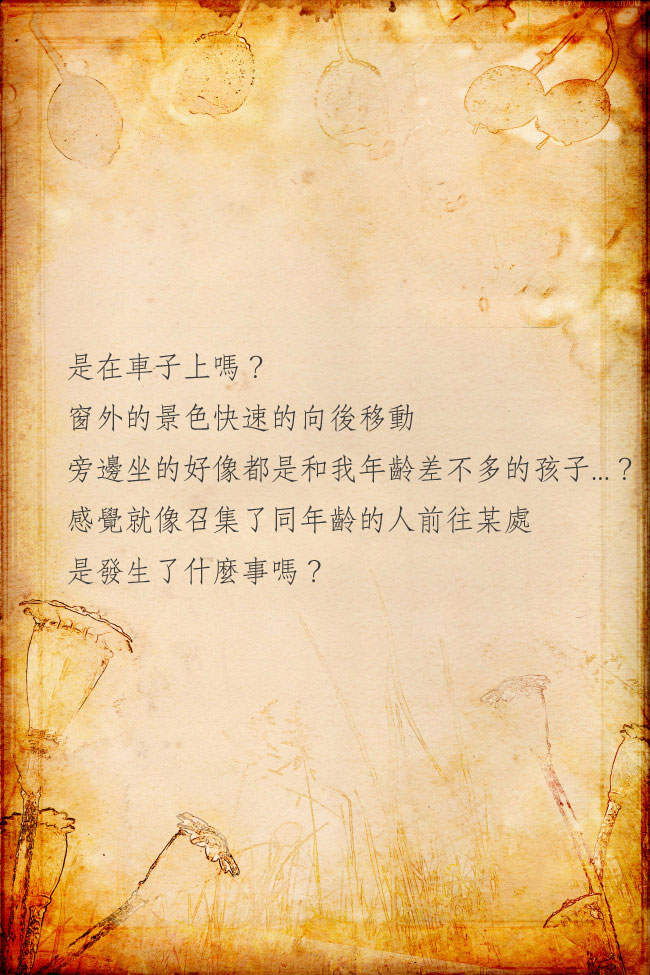 是在車子上嗎？
窗外的景色快速的向後移動
旁邊坐的好像都是和我年齡差不多的孩子...？
感覺就像召集了同年齡的人前往某處
是發生了什麼事嗎？